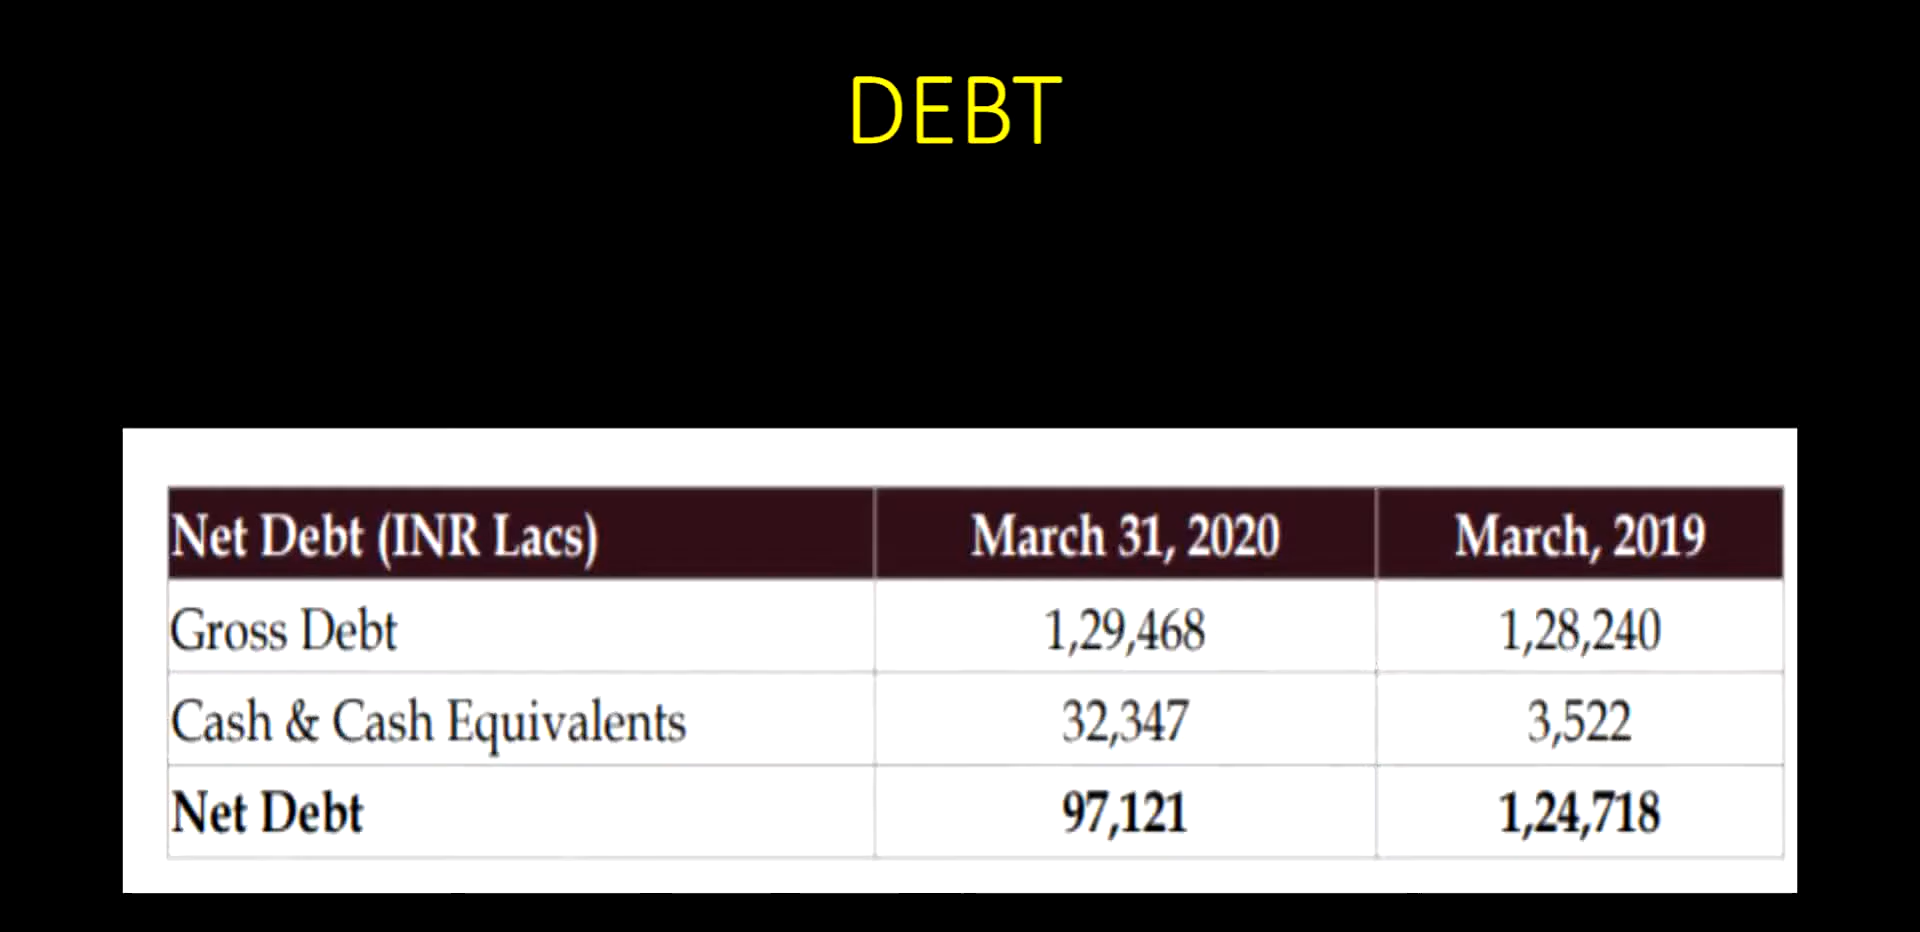 DEBT
Net Debt (INR Lacs) March 31, 2020 March, 2019
Gross Debt 1,29,468 1,28,240
Cash & Cash Equivalents 32,347 3,522
Net Debt 97,121 1,24,718